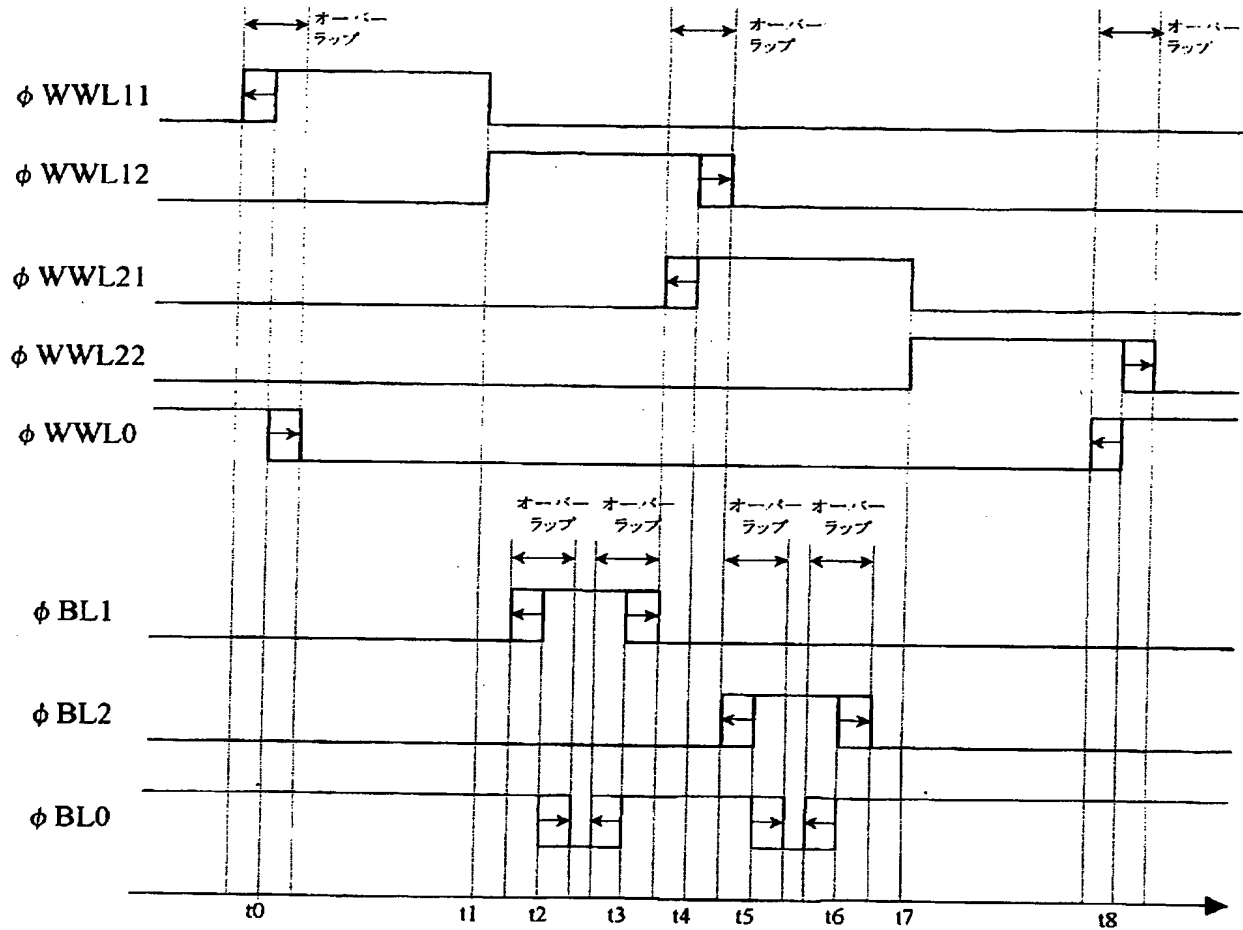 オーバー
ラップ
オーバー
ラップ
オーバー
ラップ
φ WWL11
φ WWL12
φ WWL21
φ WWL22
φ WWL0
オーバー
ラップ
オーバー
ラップ
オーバー
ラップ
オーバー
ラップ
φ BL1
φ BL2
φ BL0
t0 t1 t2 t3 t4 t5 t6 t7 t8